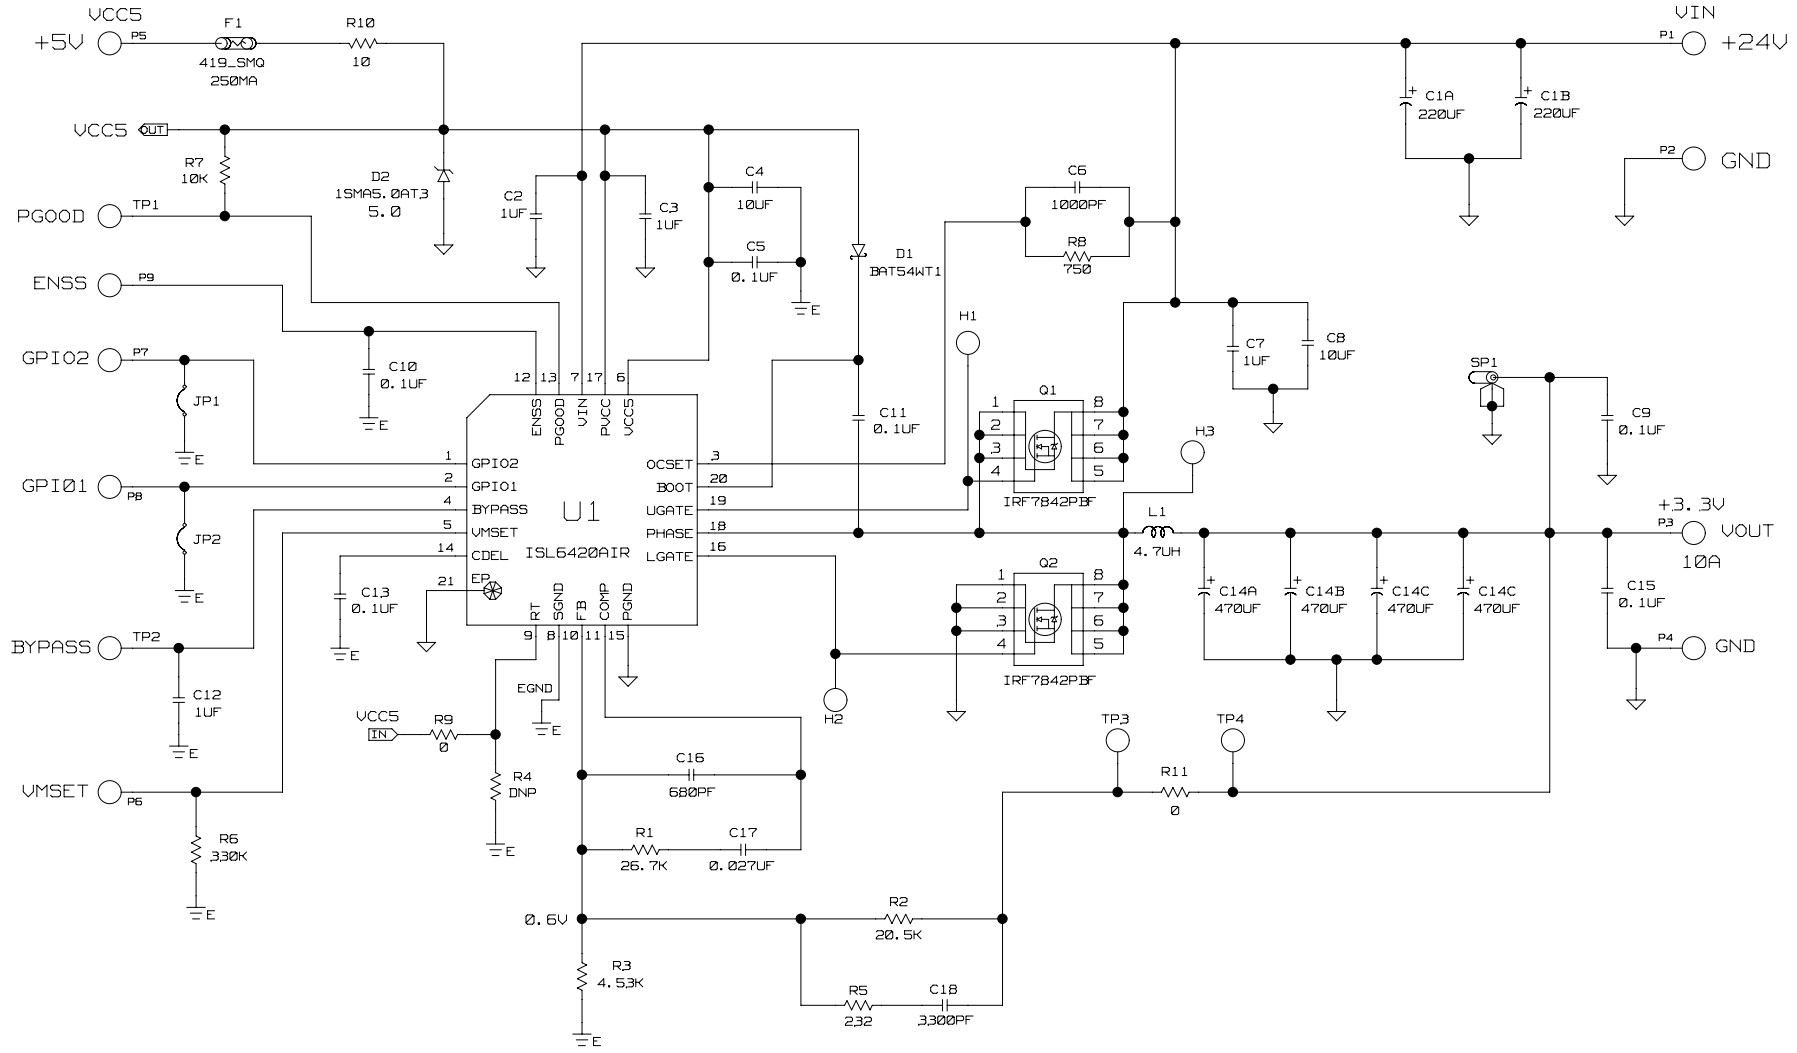 VCC5
+5V
P5
F1
419_SMQ
250MA
R10
10
VIN
P1
+24V
C1A
220UF
C1B
220UF
VCC5
OUT
R7
10K
D2
1SMA5.0AT3
5.0
C2
1UF
C3
1UF
C4
10UF
C5
0.1UF
E
C6
1000PF
R8
750
P2
GND
PGOOD
TP1
D1
BAT54WT1
ENSS
P9
H1
C7
1UF
C8
10UF
GPIO2
P7
C10
0.1UF
E
JP1
E
SP1
C9
0.1UF
12
13
7
17
6
ENSS
PGOOD
VIN
PVCC
VCC5
C11
0.1UF
Q1
1
2
3
4
8
7
6
5
IRF7842PBF
H3
1
GPIO2
2
GPIO1
4
BYPASS
5
VMSET
14
CDEL
21
EP
U1
ISL6420AIR
OCSET
3
BOOT
20
UGATE
19
PHASE
18
LGATE
16
GPIO1
P8
JP2
E
L1
4.7UH
+3.3V
P3
VOUT
10A
C13
0.1UF
E
RT
SGND
FB
COMP
PGND
9
8
10
11
15
Q2
1
2
3
4
8
7
6
5
IRF7842PBF
C14A
470UF
C14B
470UF
C14C
470UF
C14C
470UF
C15
0.1UF
P4
GND
BYPASS
TP2
C12
1UF
E
EGND
E
H2
VCC5
IN
R9
0
R4
DNP
E
TP3
TP4
R11
0
C16
680PF
VMSET
P6
R6
330K
E
R1
26.7K
C17
0.027UF
0.6V
R2
20.5K
R3
4.53K
E
R5
232
C18
3300PF